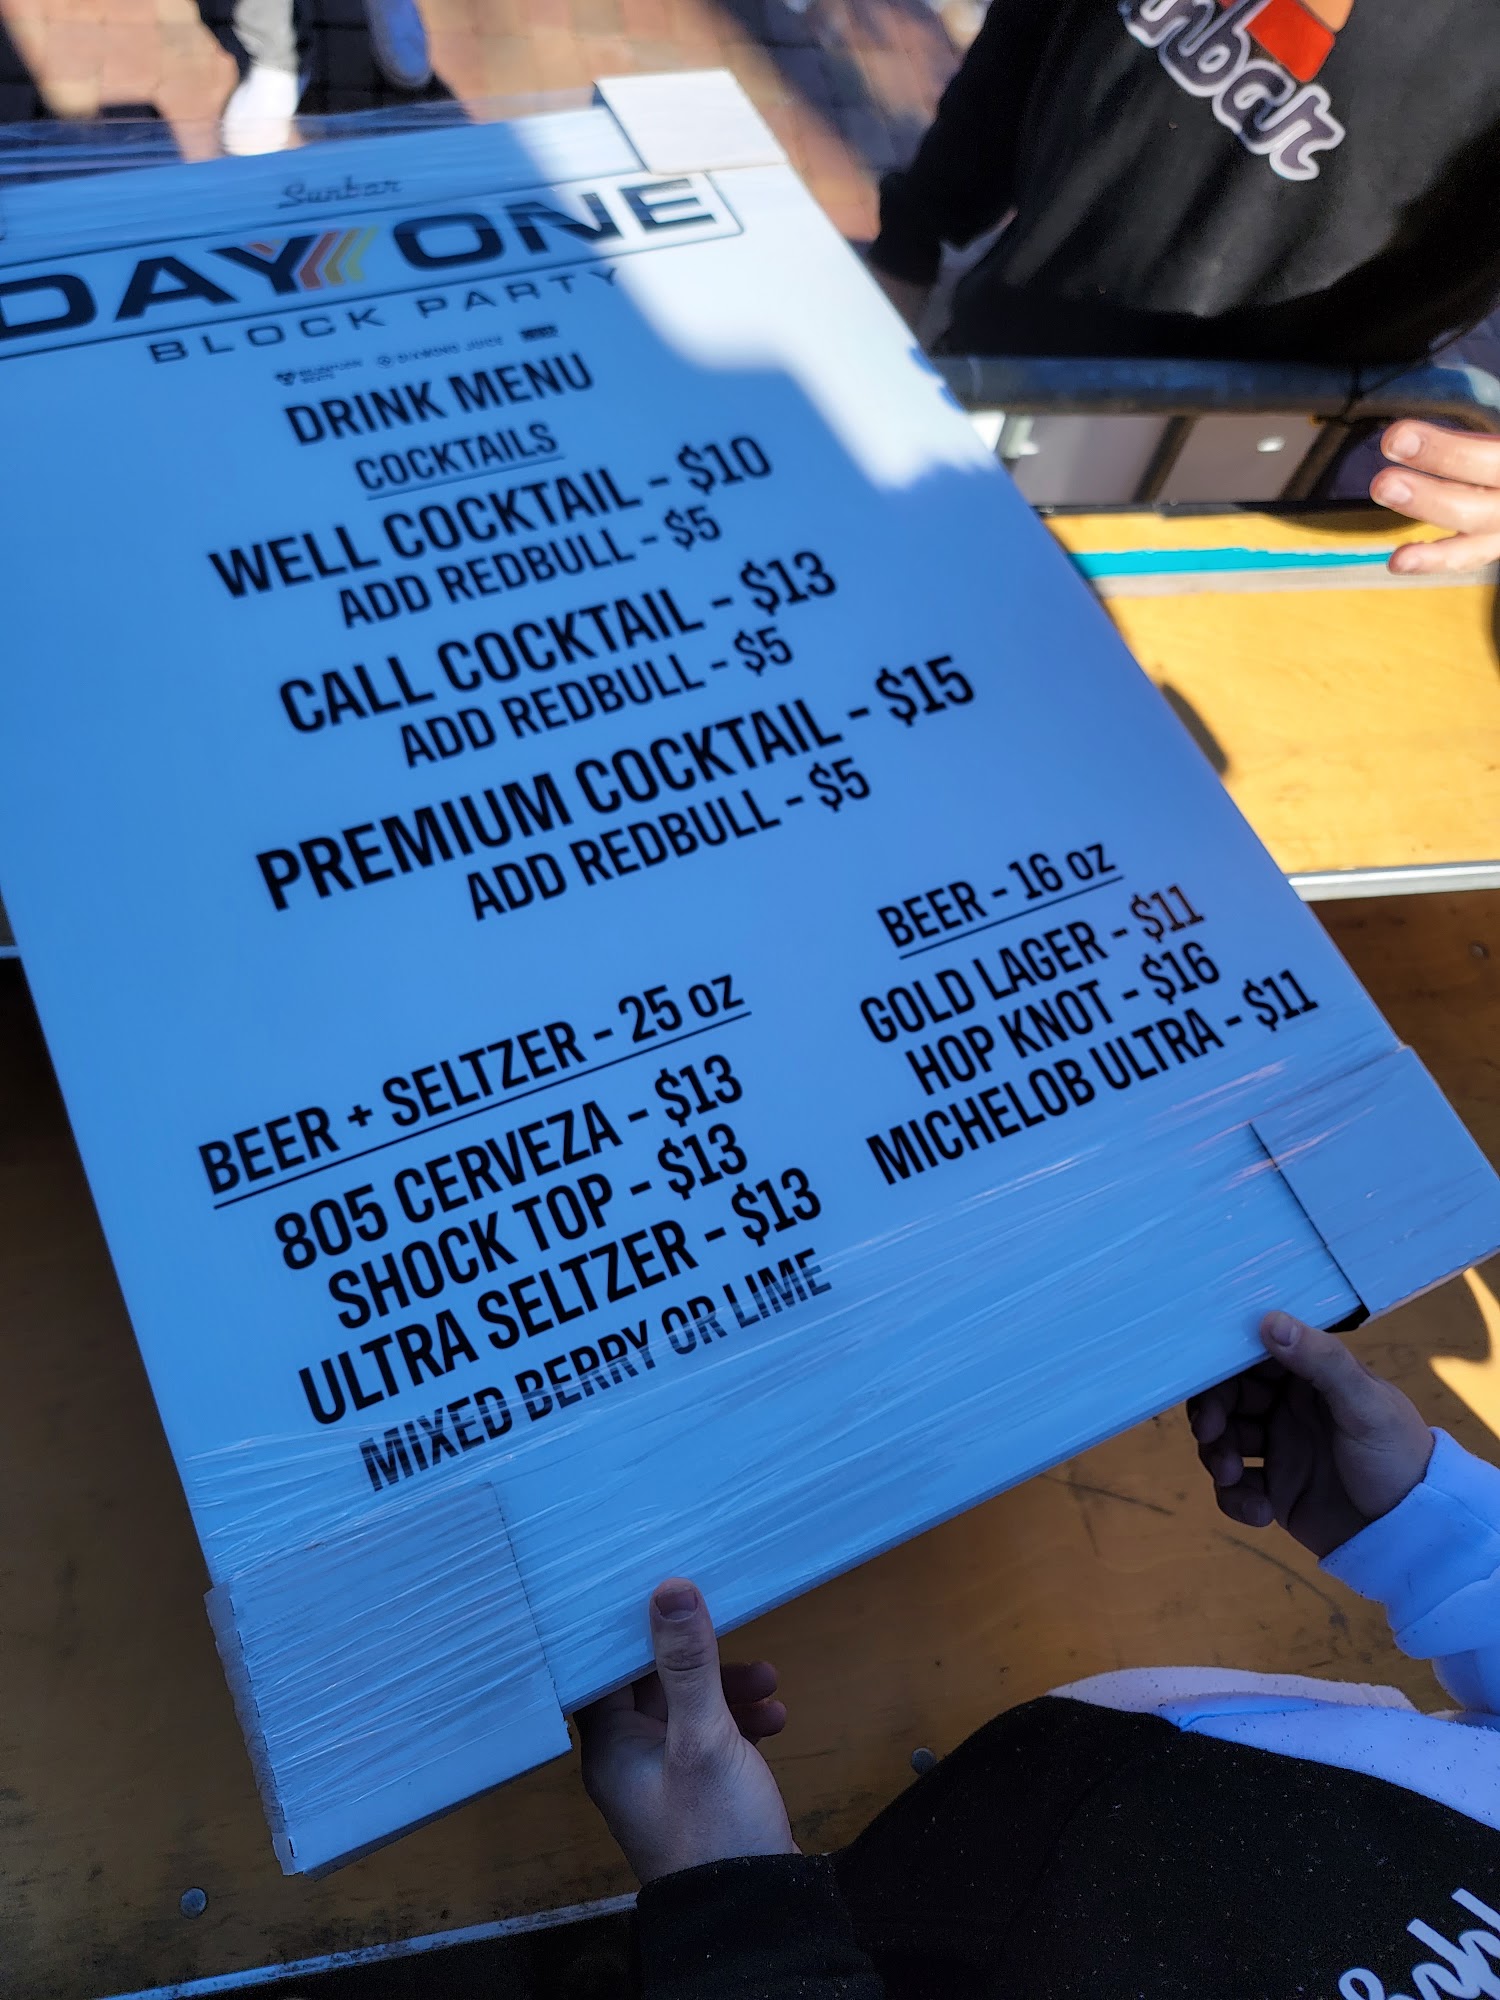 Sunbar
DAY ONE
BLOCK PARTY
DIAMOND JUICE
DRINK MENU
COCKTAILS
WELL COCKTAIL - $10
ADD REDBULL - $5
CALL COCKTAIL - $13
ADD REDBULL - $5
PREMIUM COCKTAIL - $15
ADD REDBULL - $5
BEER + SELTZER - 25 oz
805 CERVEZA - $13
SHOCK TOP - $13
ULTRA SELTZER - $13
MIXED BERRY OR LIME
BEER - 16 oz
GOLD LAGER - $11
HOP KNOT - $16
MICHELOB ULTRA - $11